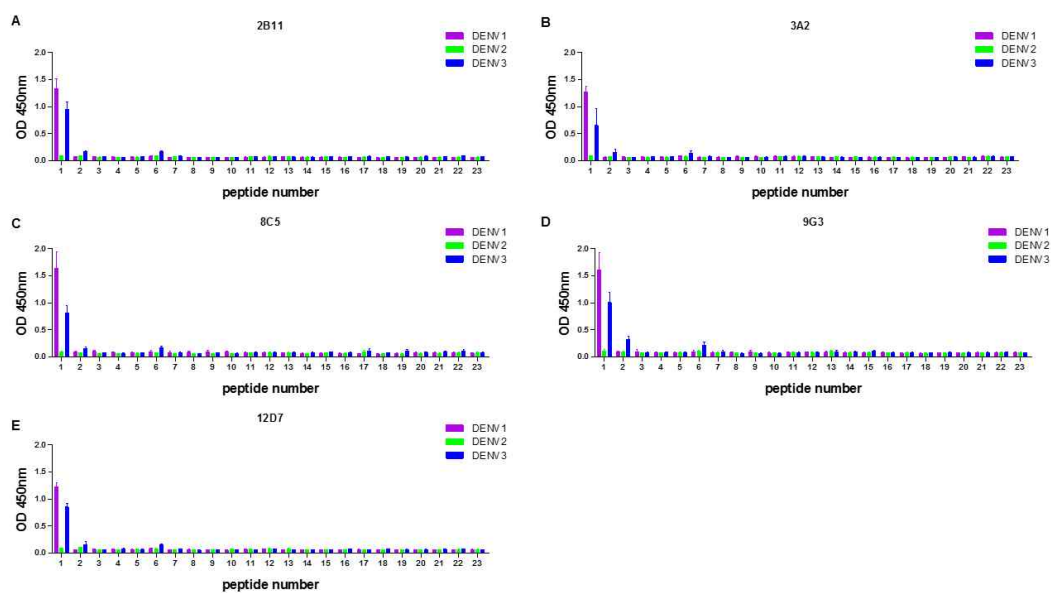 A
2B11
DENV1
DENV2
DENV3
OD 450nm
2.0
1.5
1.0
0.5
0.0
1 2 3 4 5 6 7 8 9 10 11 12 13 14 15 16 17 18 19 20 21 22 23
peptide number
B
3A2
DENV1
DENV2
DENV3
OD 450nm
2.0
1.5
1.0
0.5
0.0
1 2 3 4 5 6 7 8 9 10 11 12 13 14 15 16 17 18 19 20 21 22 23
peptide number
C
8C5
DENV1
DENV2
DENV3
OD 450nm
2.0
1.5
1.0
0.5
0.0
1 2 3 4 5 6 7 8 9 10 11 12 13 14 15 16 17 18 19 20 21 22 23
peptide number
D
9G3
DENV1
DENV2
DENV3
OD 450nm
2.0
1.5
1.0
0.5
0.0
1 2 3 4 5 6 7 8 9 10 11 12 13 14 15 16 17 18 19 20 21 22 23
peptide number
E
12D7
DENV1
DENV2
DENV3
OD 450nm
2.0
1.5
1.0
0.5
0.0
1 2 3 4 5 6 7 8 9 10 11 12 13 14 15 16 17 18 19 20 21 22 23
peptide number